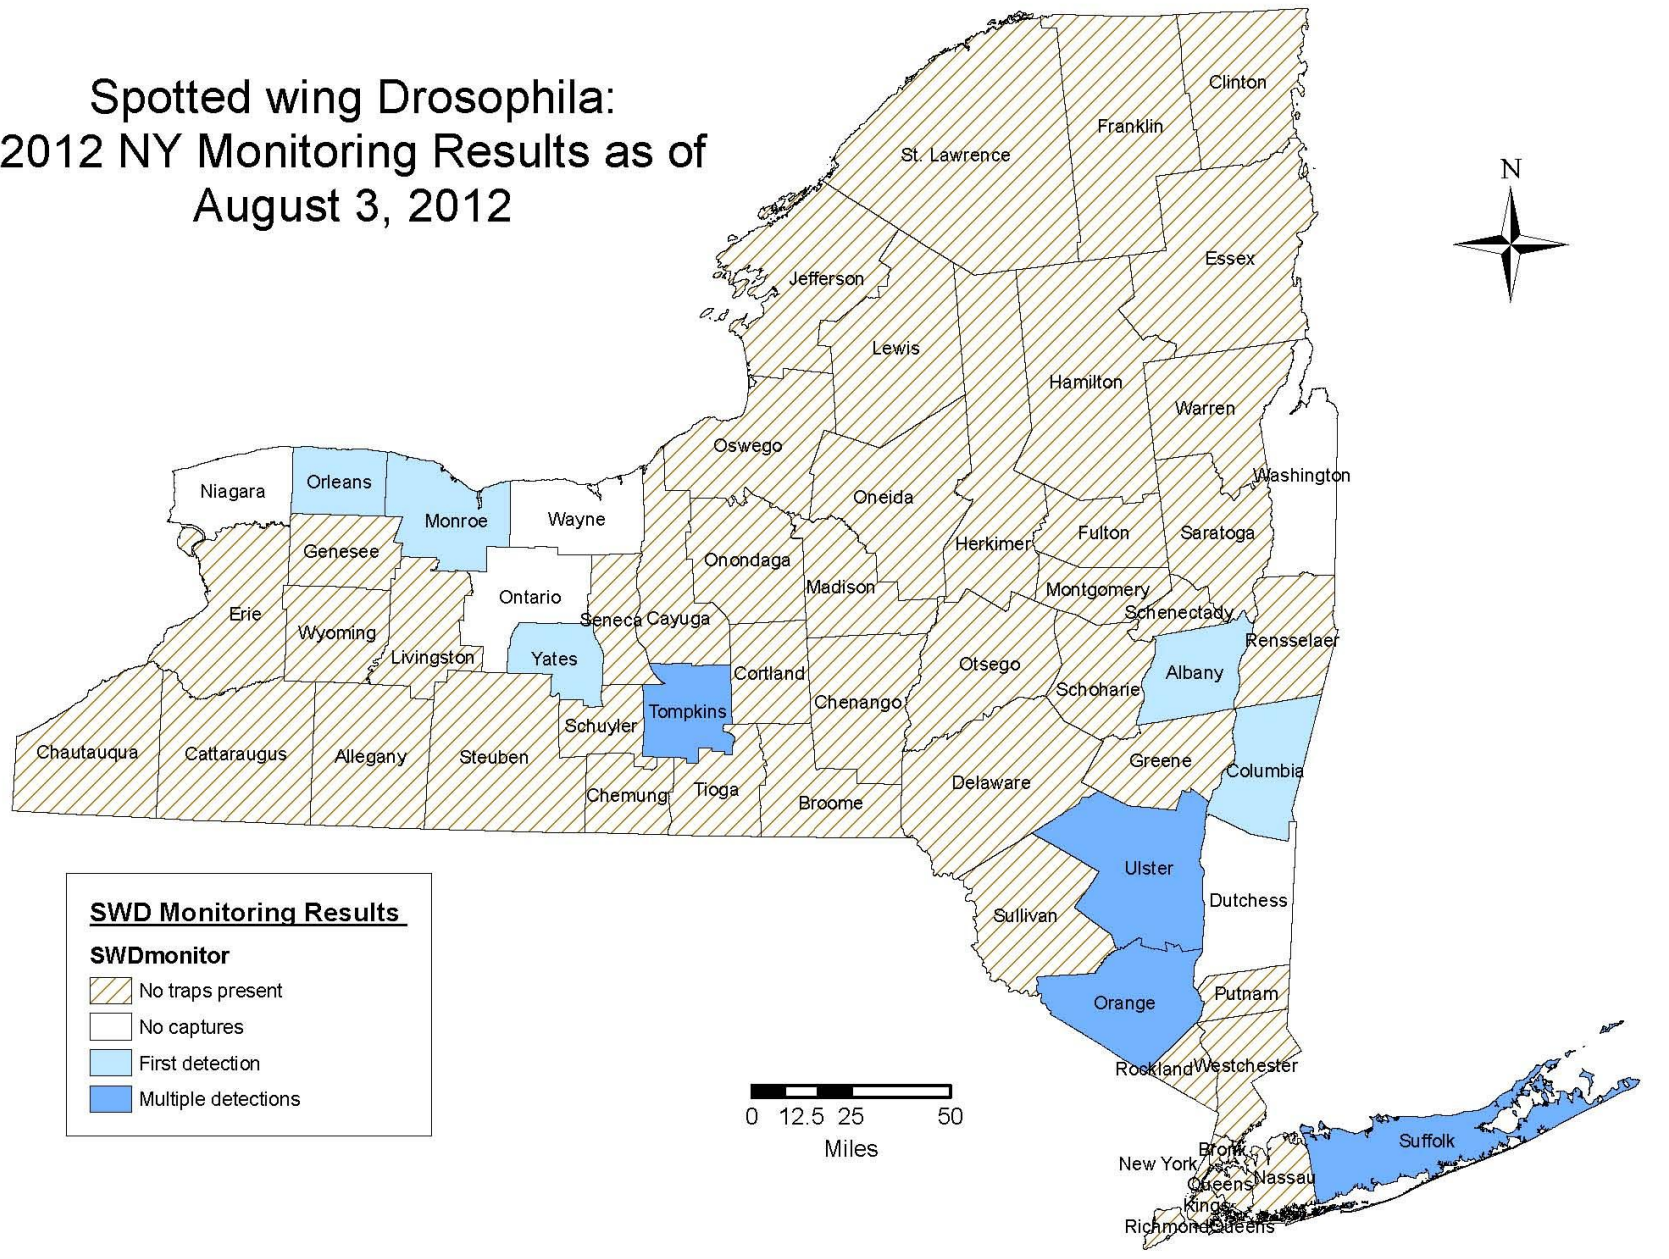 Spotted wing Drosophila:
2012 NY Monitoring Results as of
August 3, 2012
N
Clinton
Franklin
St. Lawrence
Essex
Jefferson
Lewis
Hamilton
Warren
Oswego
Washington
Niagara
Orleans
Monroe
Wayne
Oneida
Herkimer
Fulton
Saratoga
Genesee
Onondaga
Madison
Montgomery
Ontario
Seneca
Cayuga
Schenectady
Erie
Wyoming
Livingston
Yates
Cortland
Otsego
Schoharie
Albany
Rensselaer
Tompkins
Chenango
Schuyler
Chautauqua
Cattaraugus
Allegany
Steuben
Chemung
Tioga
Broome
Delaware
Greene
Columbia
Ulster
Dutchess
Sullivan
Orange
Putnam
Rockland
Westchester
Suffolk
Bronx
New York
Queens
Nassau
Kings
Richmond
Queens
SWD Monitoring Results
SWDmonitor
No traps present
No captures
First detection
Multiple detections
0 12.5 25 50
Miles